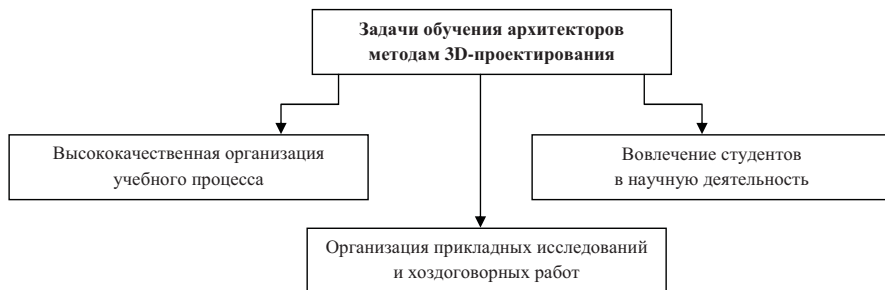 Задачи обучения архитекторов
методам 3D-проектирования
Высококачественная организация
учебного процесса
Вовлечение студентов
в научную деятельность
Организация прикладных исследований
и хоздоговорных работ